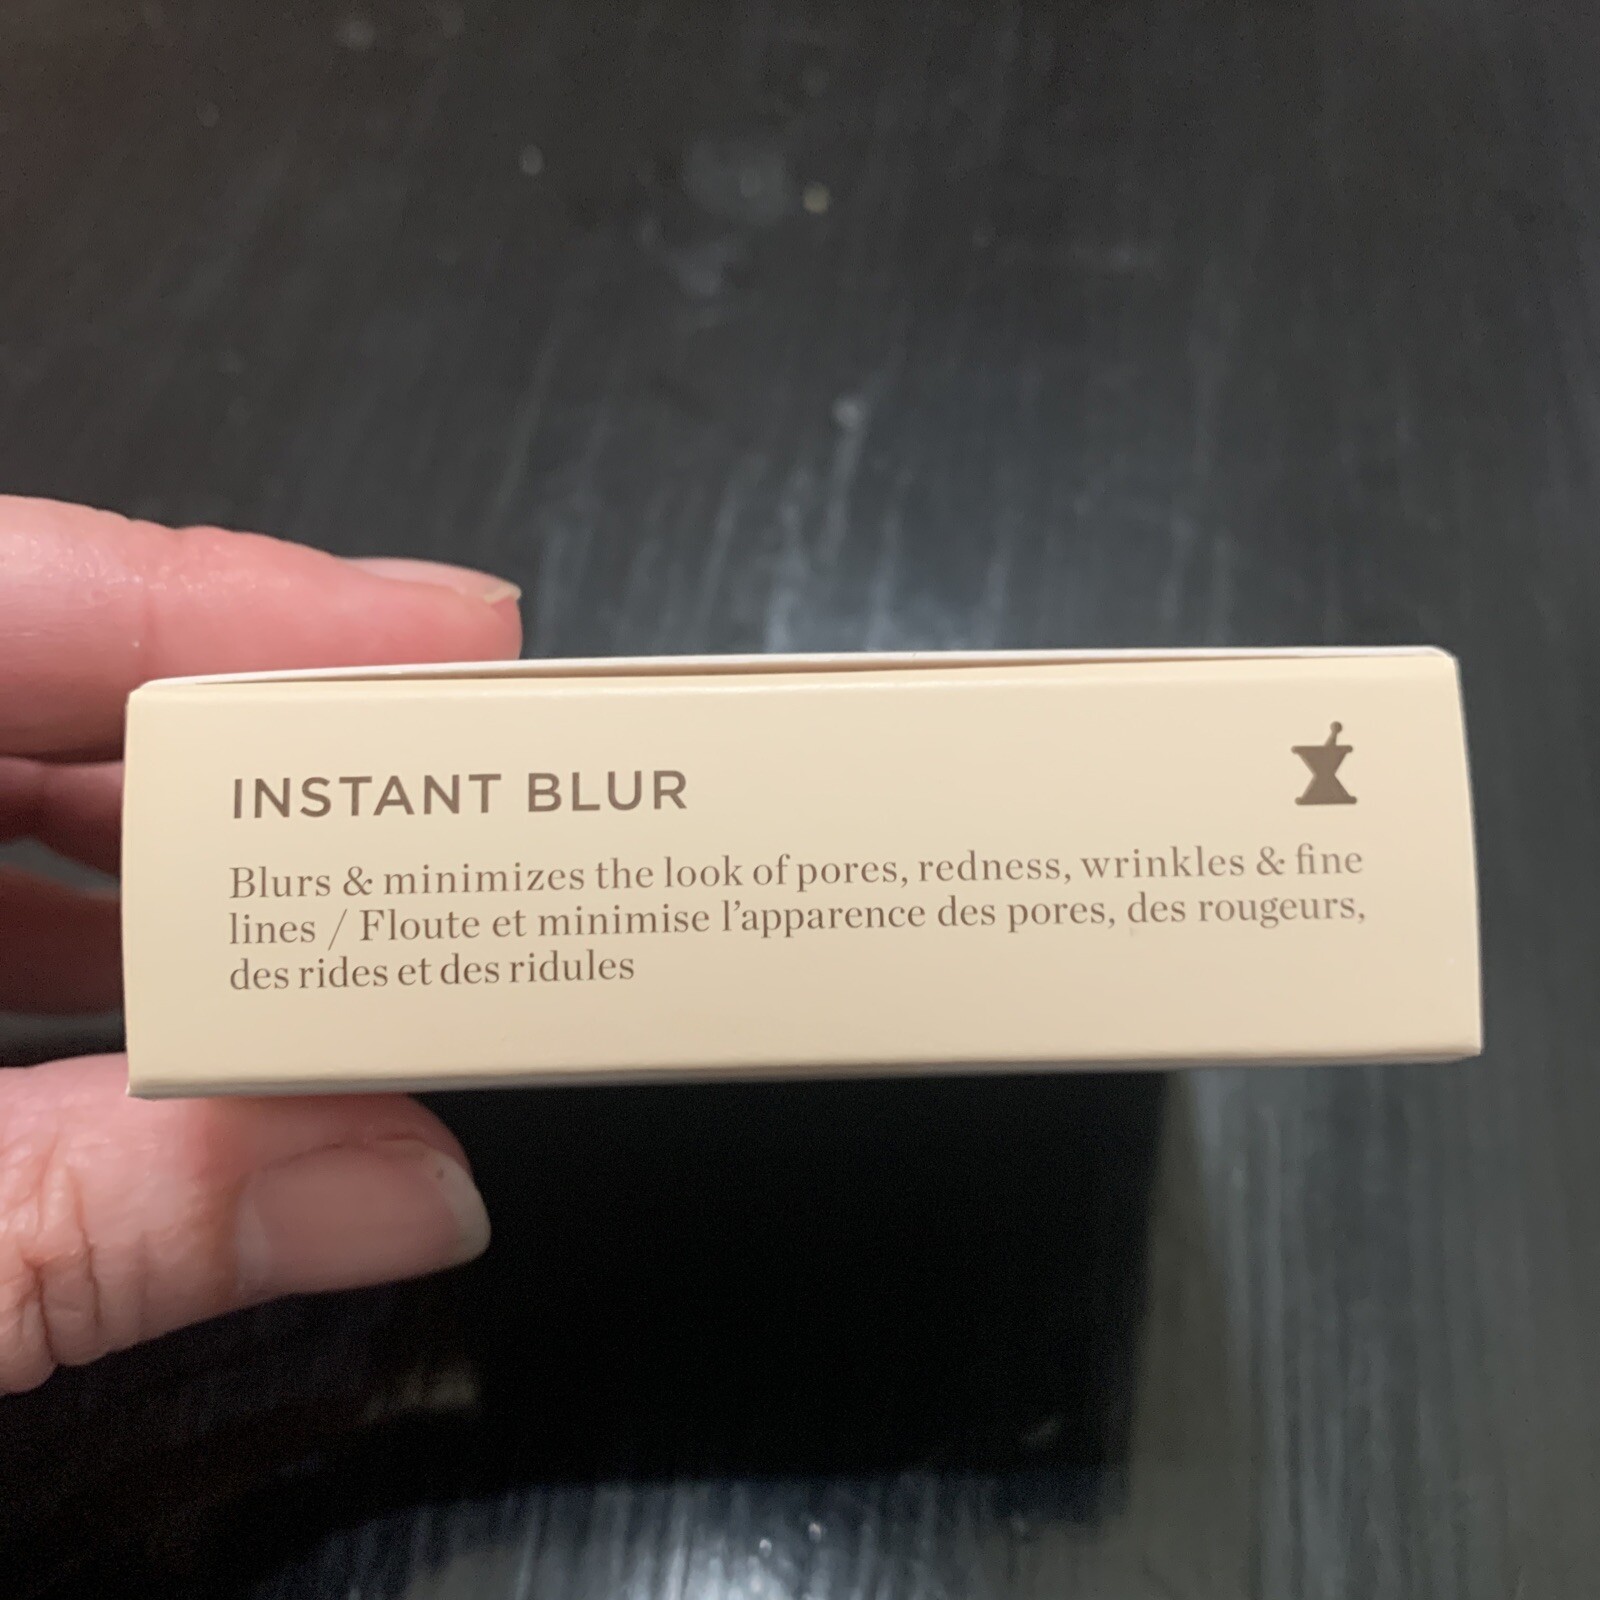 INSTANT BLUR
Blurs & minimizes the look of pores, redness, wrinkles & fine
lines / Floute et minimise l’apparence des pores, des rougeurs,
des rides et des ridules